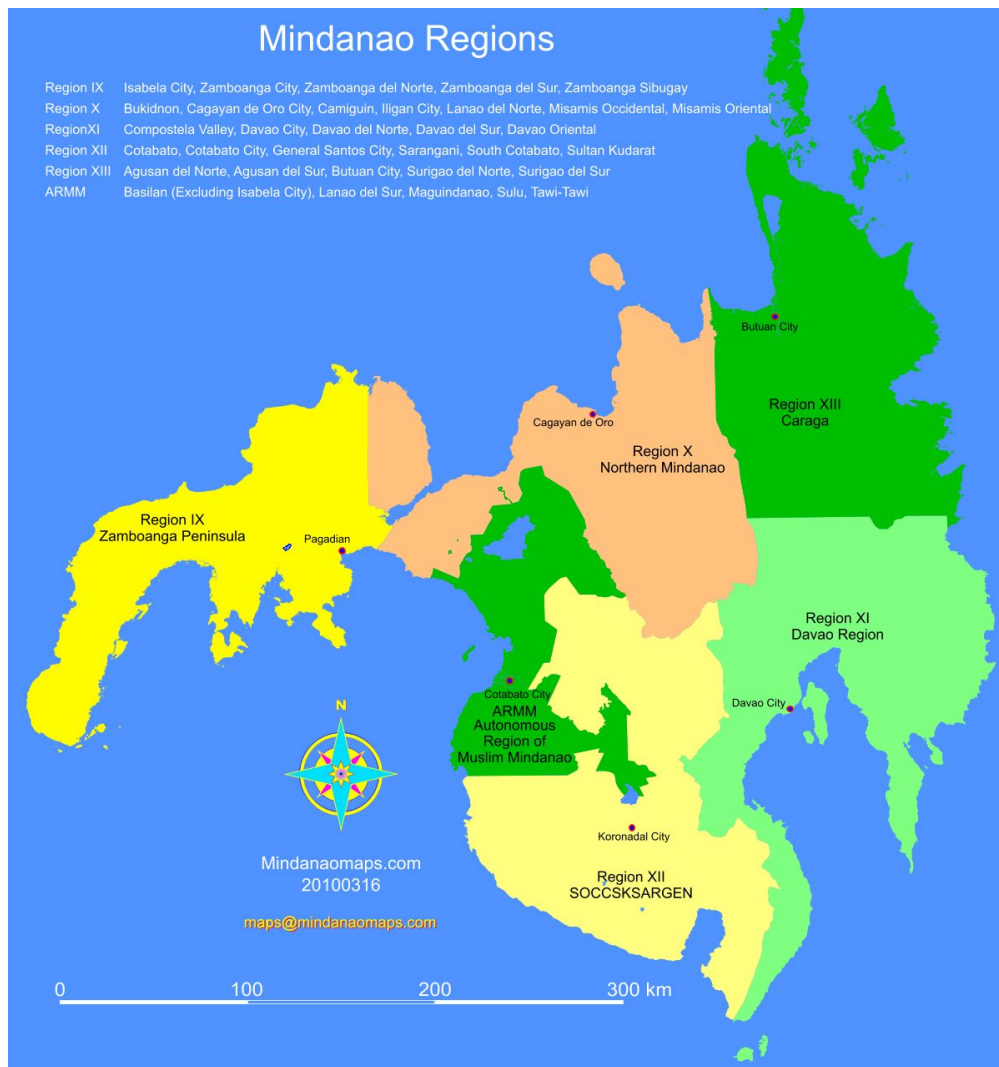 Mindanao Regions
Region IX Isabela City, Zamboanga City, Zamboanga del Norte, Zamboanga del Sur, Zamboanga Sibugay
Region X Bukidnon, Cagayan de Oro City, Camiguin, Iligan City, Lanao del Norte, Misamis Occidental, Misamis Oriental
RegionXI Compostela Valley, Davao City, Davao del Norte, Davao del Sur, Davao Oriental
Region XII Cotabato, Cotabato City, General Santos City, Sarangani, South Cotabato, Sultan Kudarat
Region XIII Agusan del Norte, Agusan del Sur, Butuan City, Surigao del Norte, Surigao del Sur
ARMM Basilan (Excluding Isabela City), Lanao del Sur, Maguindanao, Sulu, Tawi-Tawi
Butuan City
Region XIII
Caraga
Cagayan de Oro
Region X
Northern Mindanao
Region IX
Zamboanga Peninsula
Pagadian
Region XI
Davao Region
Cotabato City
Davao City
ARMM
Autonomous
Region of
Muslim Mindanao
N
Koronadal City
Mindanaomaps.com
20100316
Region XII
SOCCSKSARGEN
maps@mindanaomaps.com
0 100 200 300 km